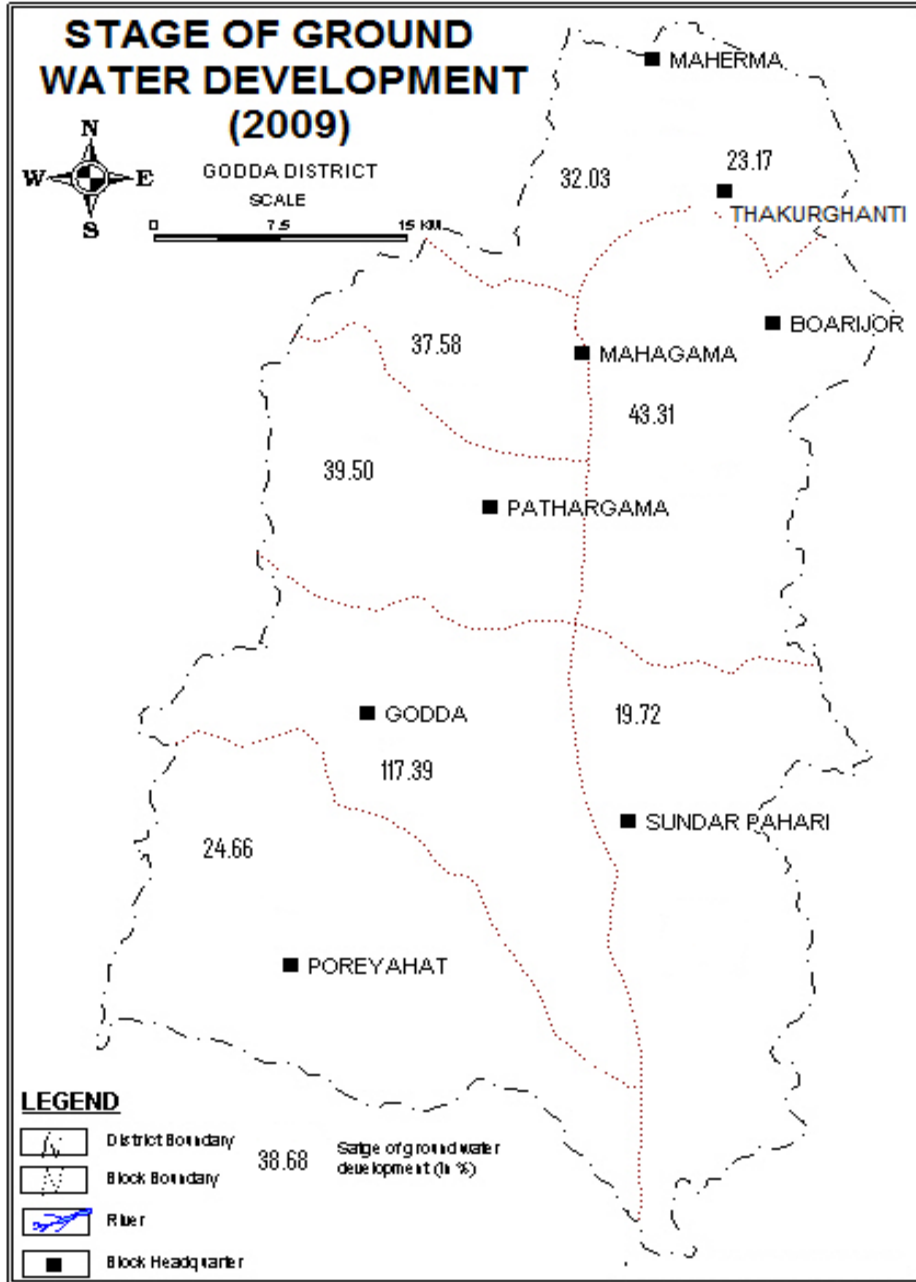 STAGE OF GROUND
WATER DEVELOPMENT
(2009)
N
W E
S
GODDA DISTRICT
SCALE
0 7.5 15 KM.
MAHERMA
23.17
32.03
THAKURGHANTI
BOARIJOR
37.58
MAHAGAMA
43.31
39.50
PATHARGAMA
GODDA
19.72
117.39
SUNDAR PAHARI
24.66
POREYAHAT
LEGEND
District Boundary
Block Boundary
River
Block Headquarter
38.68
Satge of ground water
development (In %)